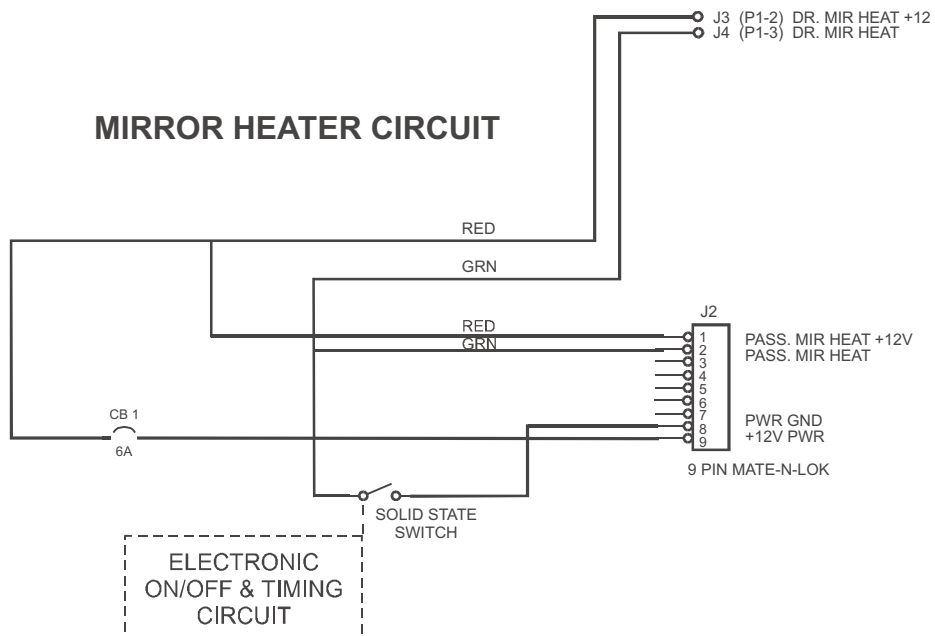 J3 (P1-2) DR. MIR HEAT +12
J4 (P1-3) DR. MIR HEAT
MIRROR HEATER CIRCUIT
RED
GRN
J2
RED
GRN
1
2
3
4
5
6
7
8
9
PASS. MIR HEAT +12V
PASS. MIR HEAT
PWR GND
+12V PWR
CB 1
6A
9 PIN MATE-N-LOK
SOLID STATE
SWITCH
ELECTRONIC
ON/OFF & TIMING
CIRCUIT